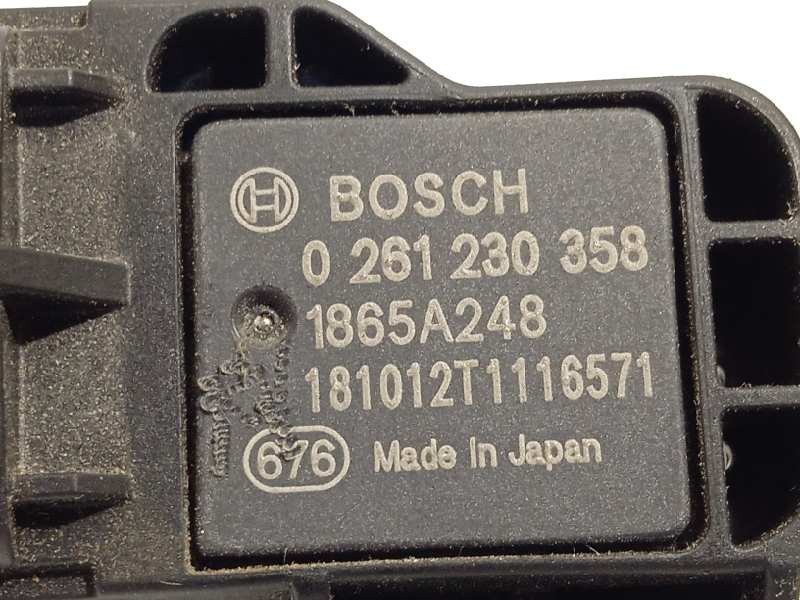 BOSCH
0 261 230 358
1865A248
181012T1116571
676 Made in Japan